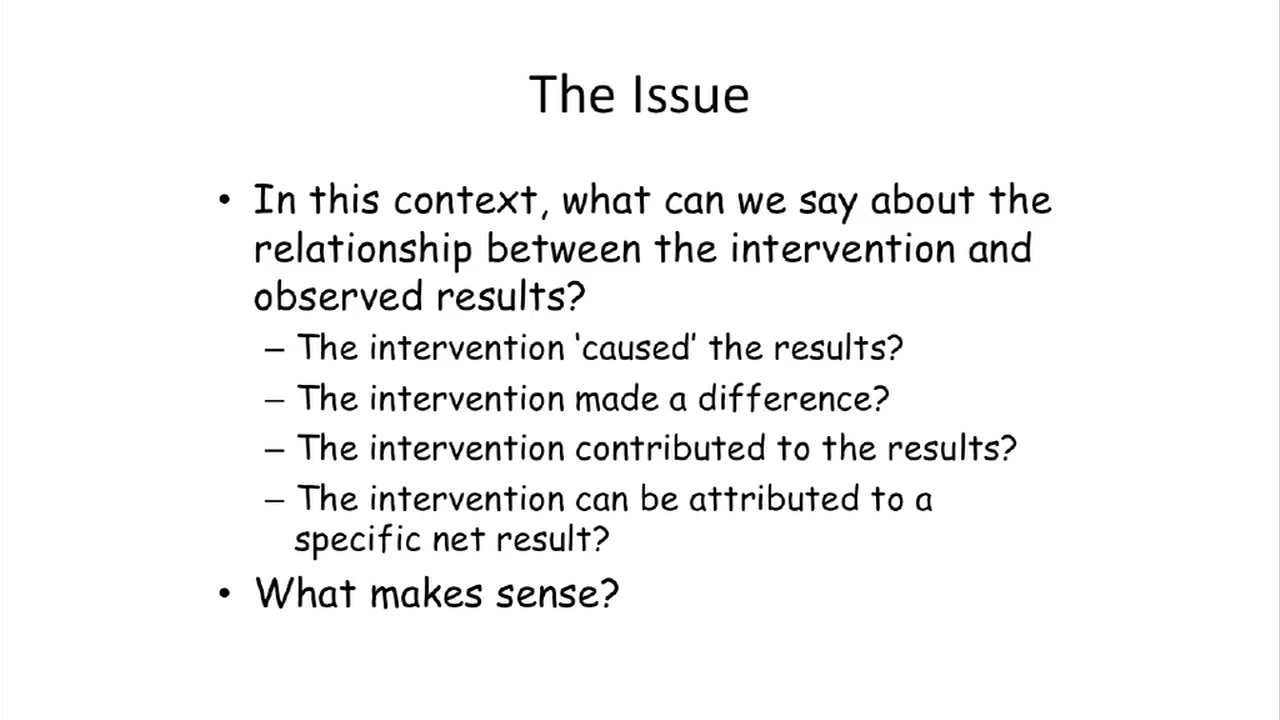 The Issue
• In this context, what can we say about the
relationship between the intervention and
observed results?
– The intervention ‘caused’ the results?
– The intervention made a difference?
– The intervention contributed to the results?
– The intervention can be attributed to a
specific net result?
• What makes sense?